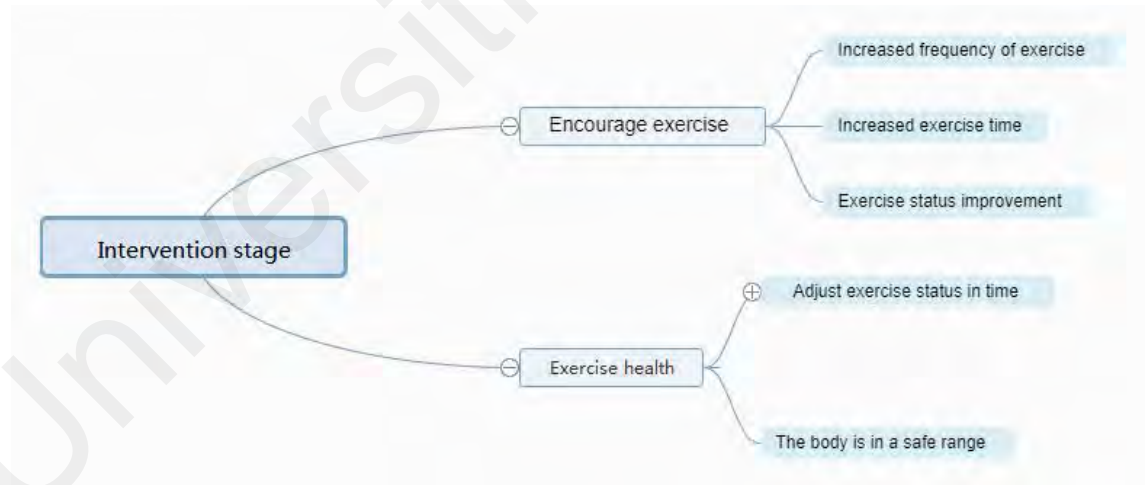 Increased frequency of exercise
Encourage exercise
Increased exercise time
Exercise status improvement
Intervention stage
Adjust exercise status in time
Exercise health
The body is in a safe range
Universit